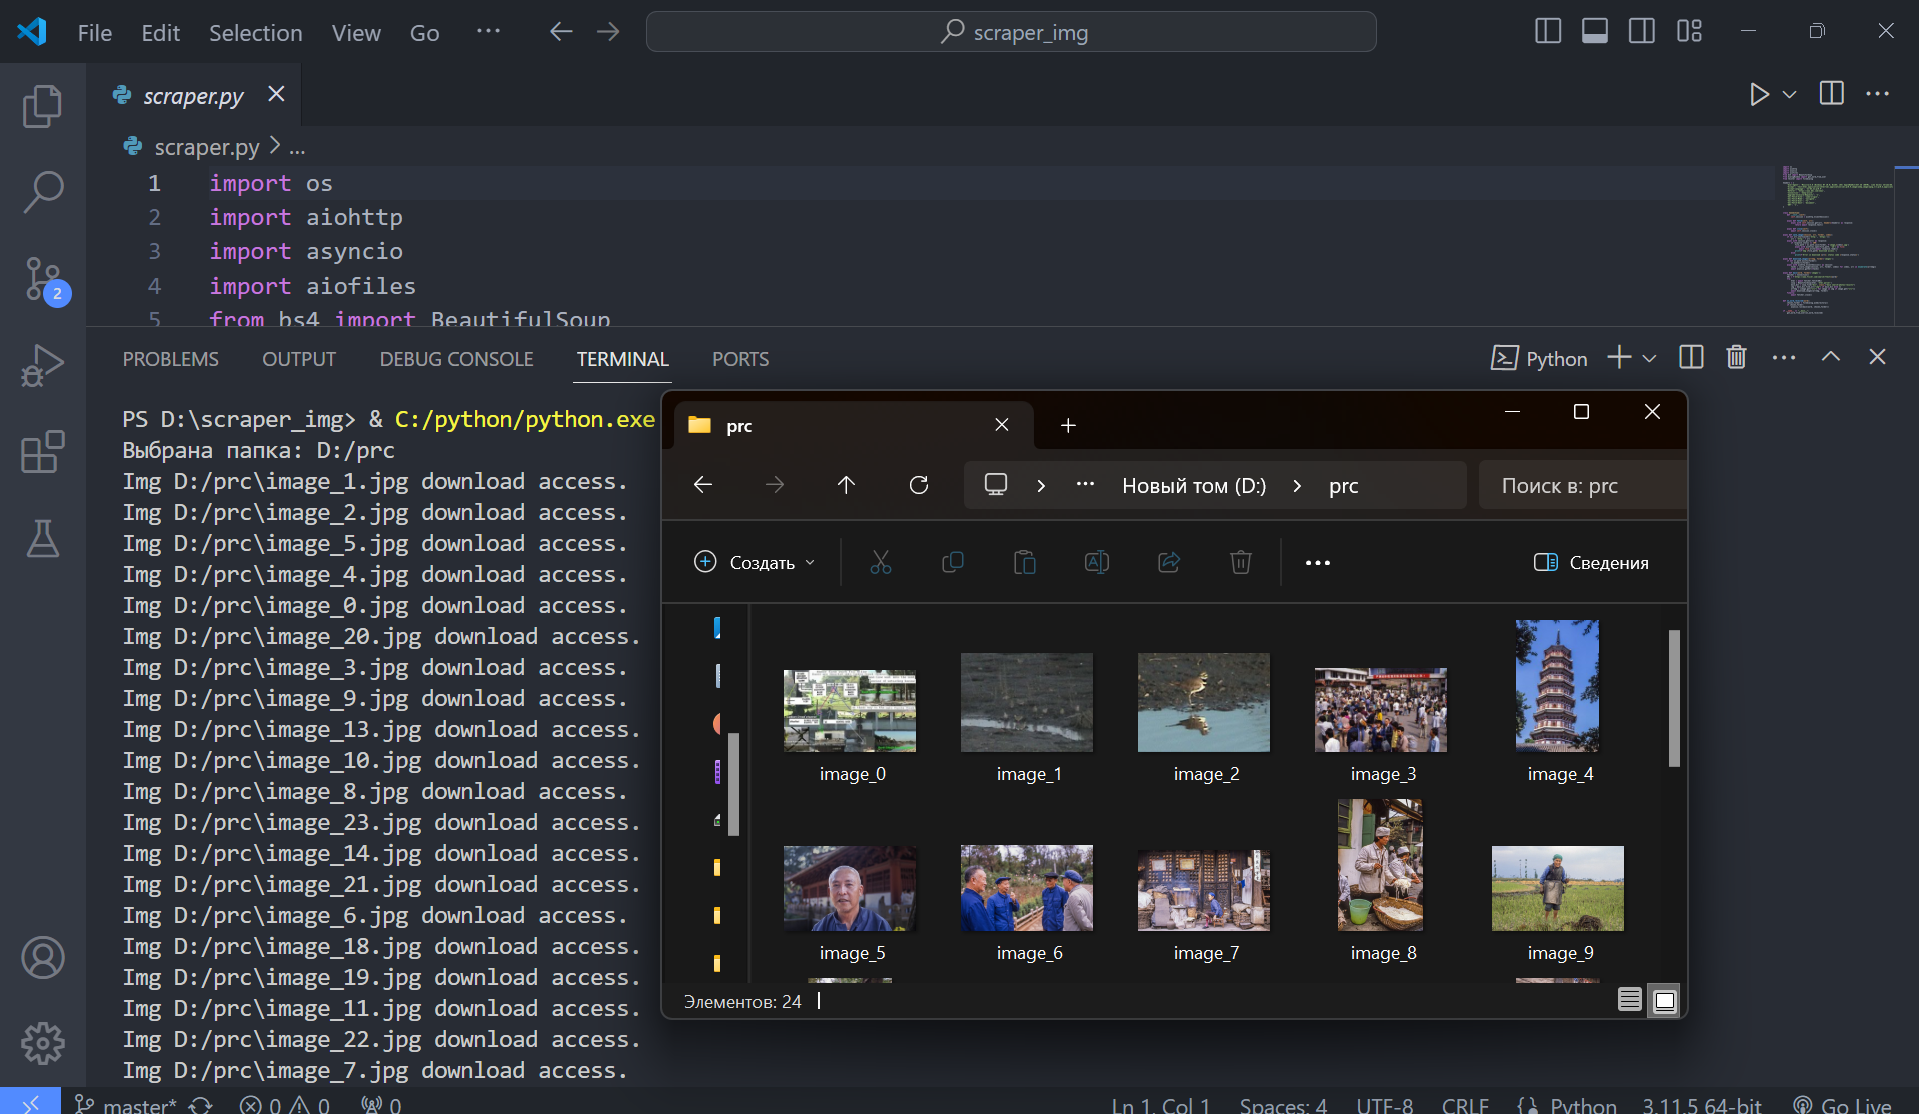 File Edit Selection View Go ··· scraper_img
scraper.py
scraper.py > ...
1 import os
2 import aiohttp
3 import asyncio
4 import aiofiles
5 from bs4 import BeautifulSoup
PROBLEMS OUTPUT DEBUG CONSOLE TERMINAL PORTS Python
PS D:\scraper_img> & C:/python/python.exe
Выбрана папка: D:/prc
Img D:/prc\image_1.jpg download access.
Img D:/prc\image_2.jpg download access.
Img D:/prc\image_5.jpg download access.
Img D:/prc\image_4.jpg download access.
Img D:/prc\image_0.jpg download access.
Img D:/prc\image_20.jpg download access.
Img D:/prc\image_3.jpg download access.
Img D:/prc\image_9.jpg download access.
Img D:/prc\image_13.jpg download access.
Img D:/prc\image_10.jpg download access.
Img D:/prc\image_8.jpg download access.
Img D:/prc\image_23.jpg download access.
Img D:/prc\image_14.jpg download access.
Img D:/prc\image_21.jpg download access.
Img D:/prc\image_6.jpg download access.
Img D:/prc\image_18.jpg download access.
Img D:/prc\image_19.jpg download access.
Img D:/prc\image_11.jpg download access.
Img D:/prc\image_22.jpg download access.
Img D:/prc\image_7.jpg download access.
prc
Новый том (D:) > prc Поиск в: prc
Создать Сведения
image_0 image_1 image_2 image_3 image_4
image_5 image_6 image_7 image_8 image_9
Элементов: 24
2
master* 0 0 0 Ln 1, Col 1 Spaces: 4 UTF-8 CRLF Python 3.11.5 64-bit Go Live